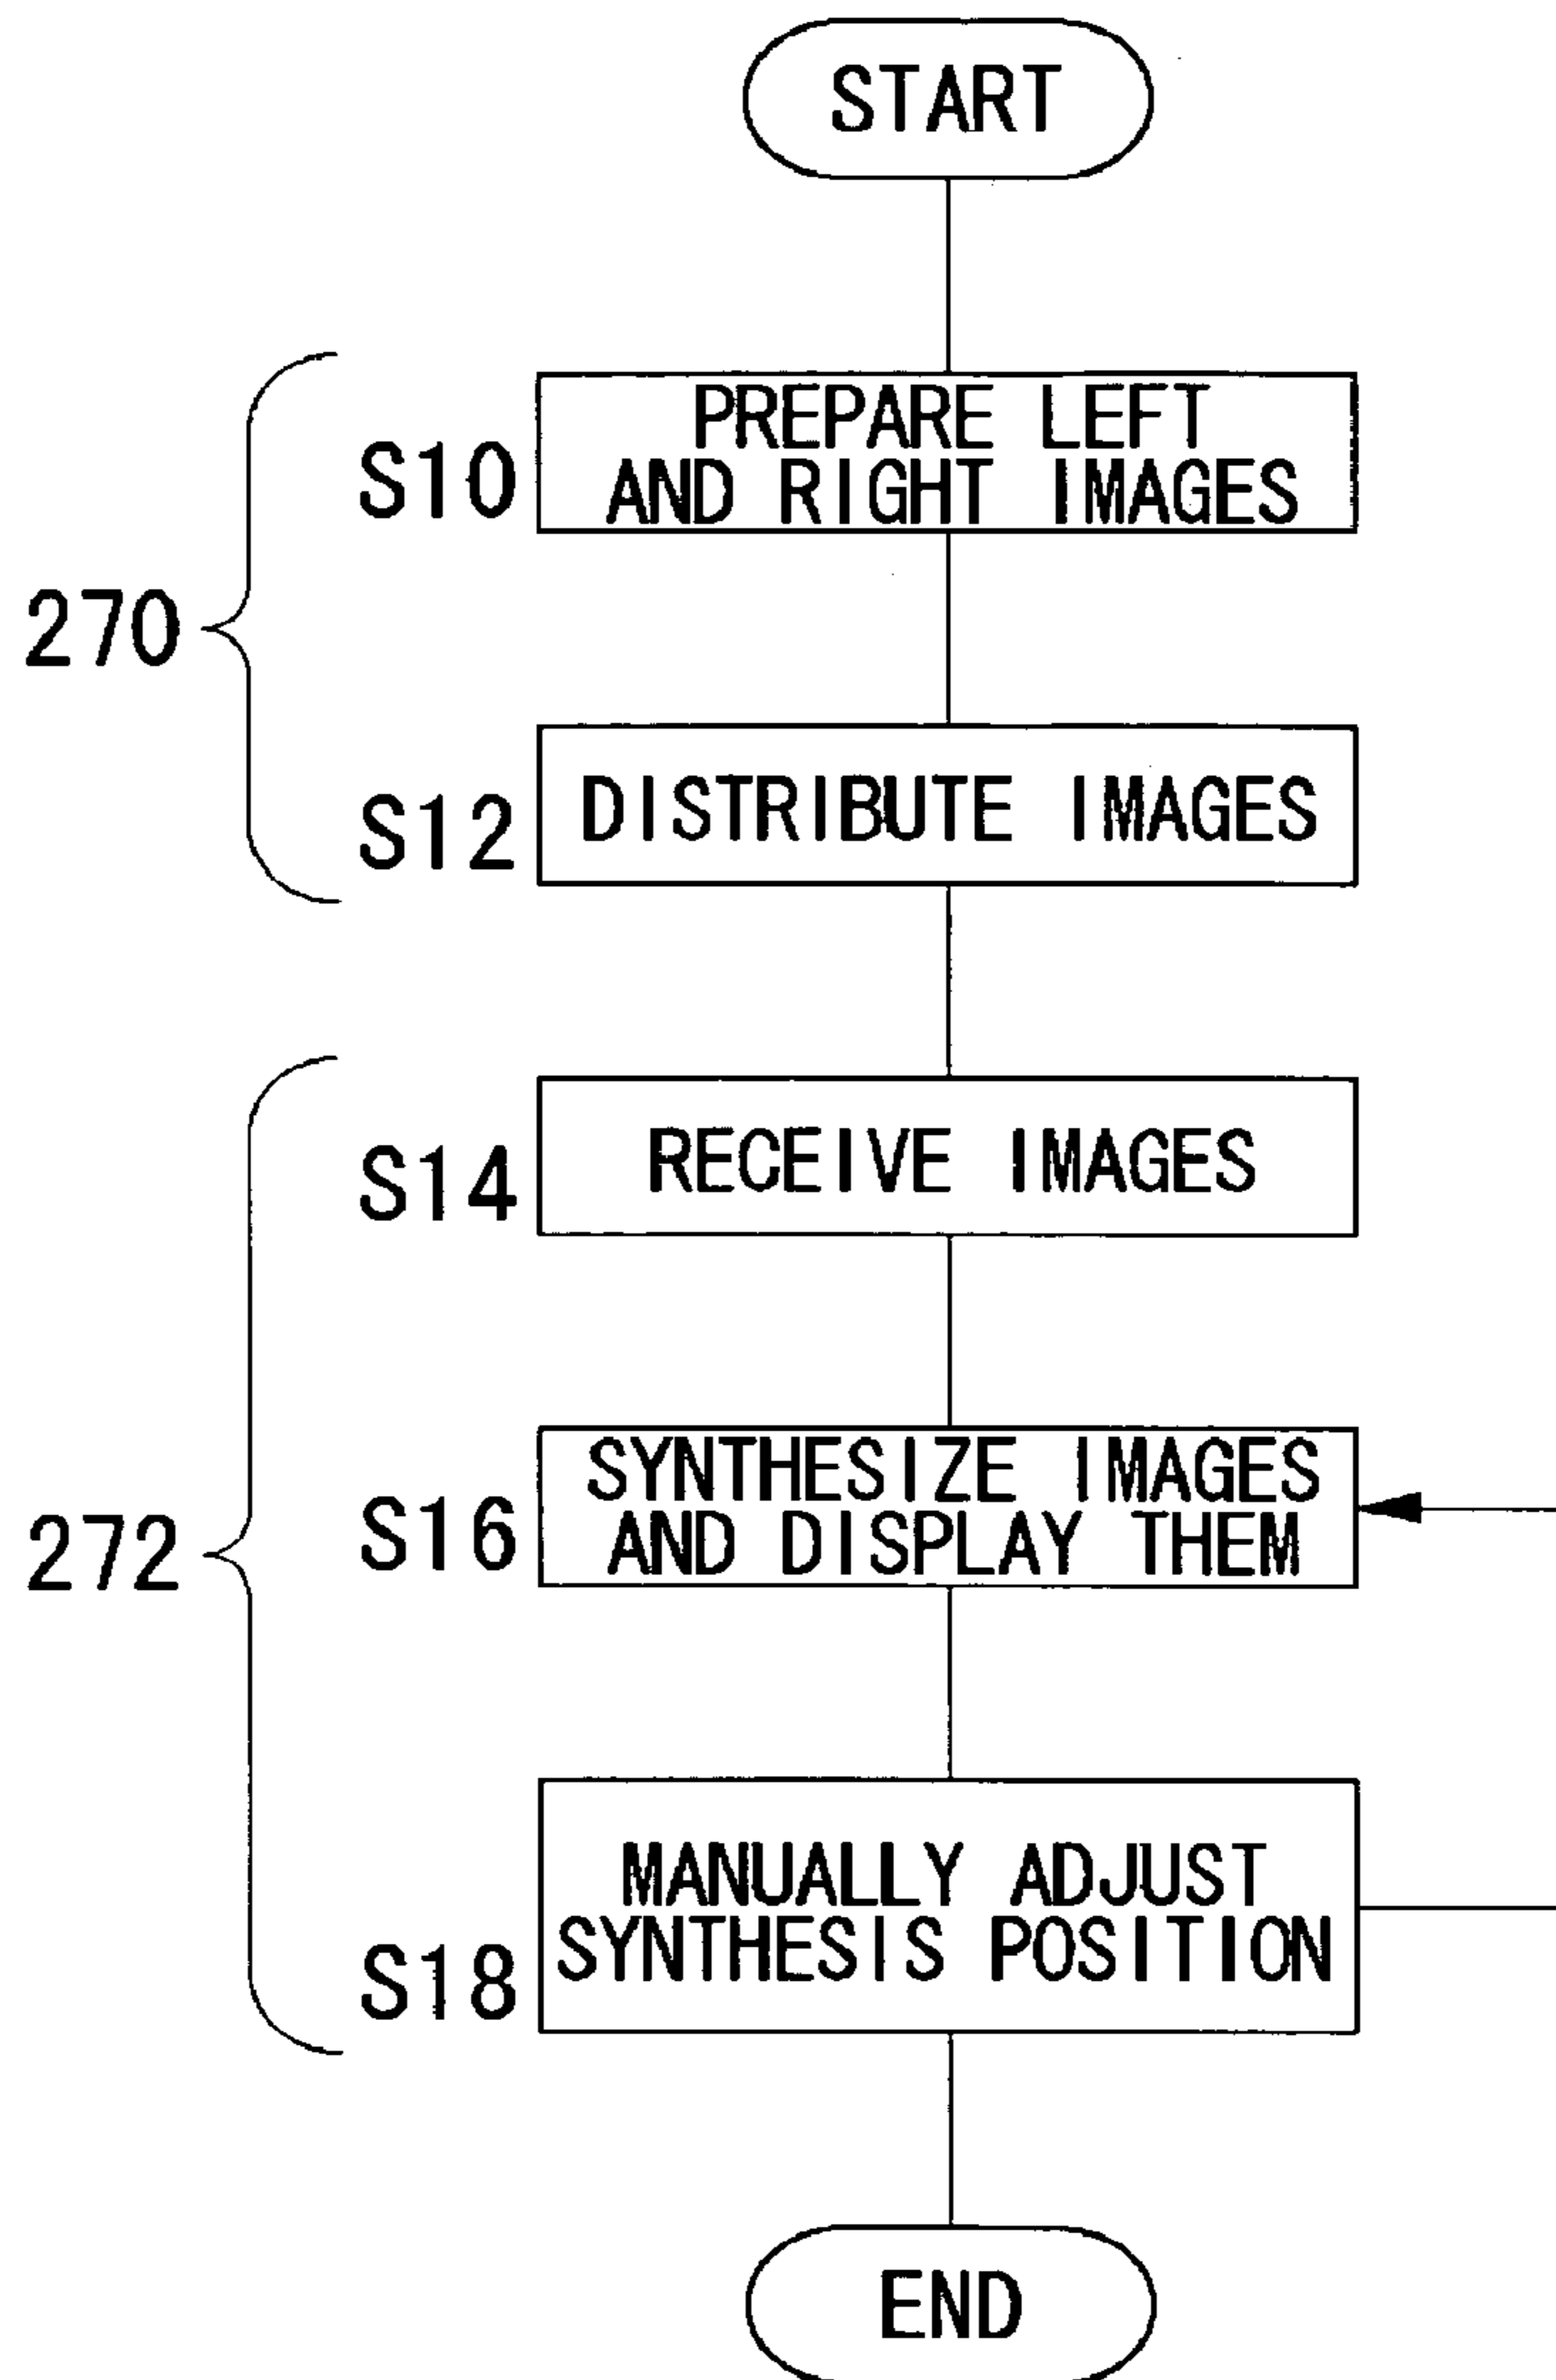 START
PREPARE LEFT
S10 AND RIGHT IMAGES
270
S12 DISTRIBUTE IMAGES
S14 RECEIVE IMAGES
SYNTHESIZE IMAGES
S16 AND DISPLAY THEM
272
MANUALLY ADJUST
S18 SYNTHESIS POSITION
END